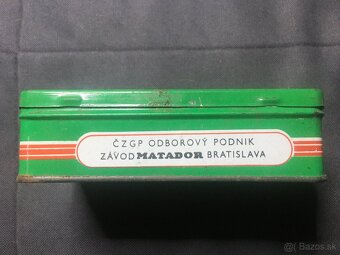 ČZGP ODBOROVÝ PODNIK
ZÁVOD MATADOR BRATISLAVA
Bazos.sk